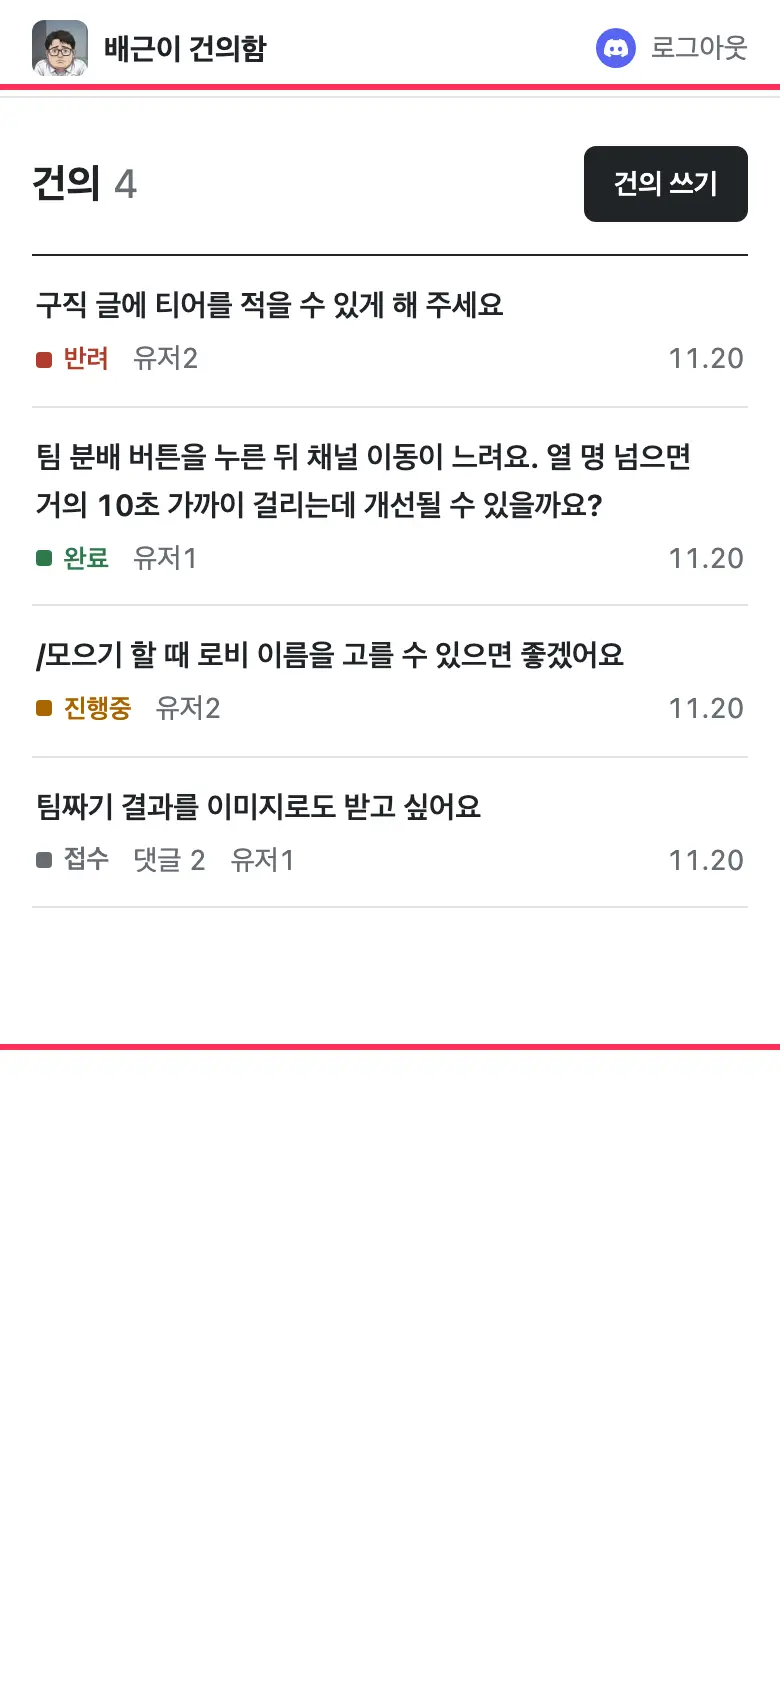 배근이 건의함
로그아웃
건의 4
건의 쓰기
구직 글에 티어를 적을 수 있게 해 주세요
반려 유저2 11.20
팀 분배 버튼을 누른 뒤 채널 이동이 느려요. 열 명 넘으면
거의 10초 가까이 걸리는데 개선될 수 있을까요?
완료 유저1 11.20
/모으기 할 때 로비 이름을 고를 수 있으면 좋겠어요
진행중 유저2 11.20
팀짜기 결과를 이미지로도 받고 싶어요
접수 댓글 2 유저1 11.20